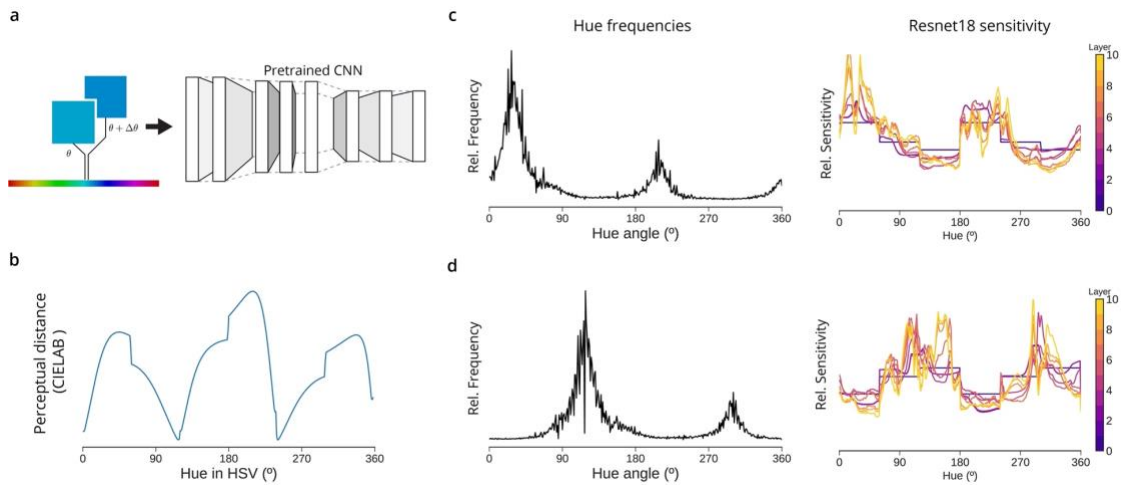 a
Pretrained CNN
θ + Δθ
θ
b
Perceptual distance
(CIELAB )
0 90 180 270 360
Hue in HSV (º)
c
Hue frequencies
Rel. Frequency
0 90 180 270 360
Hue angle (º)
Resnet18 sensitivity
Rel. Sensitivity
0 90 180 270 360
Hue (º)
Layer
10
8
6
4
2
0
d
Rel. Frequency
0 90 180 270 360
Hue angle (º)
Rel. Sensitivity
0 90 180 270 360
Hue (º)
Layer
10
8
6
4
2
0